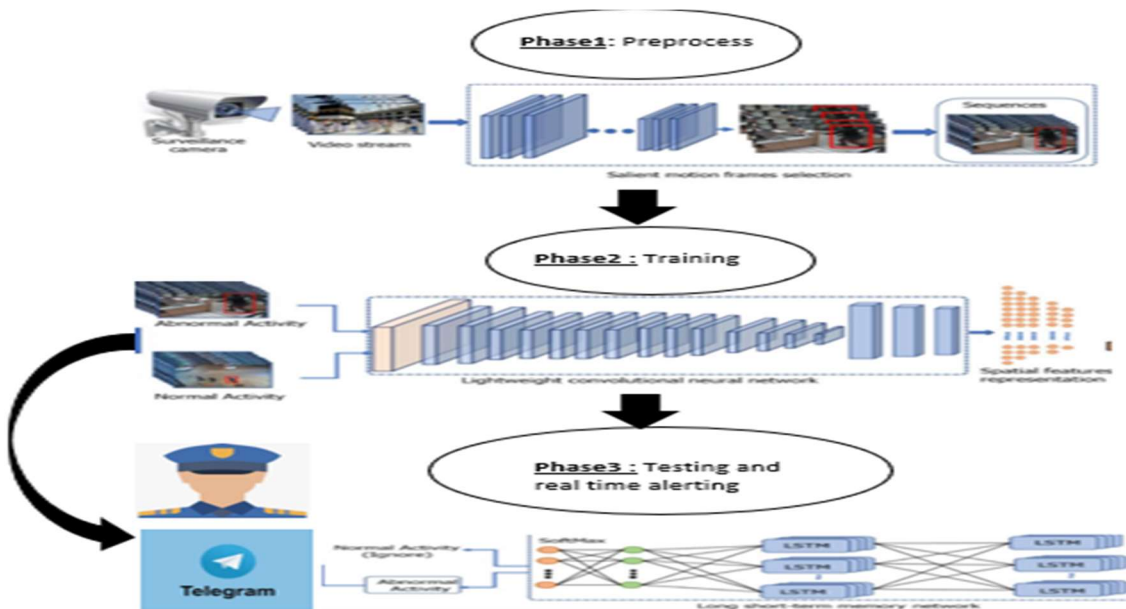 Phase1: Preprocess
Sequences
Surveillance
camera
Video stream
Salient motion frames selection
Phase2 : Training
Abnormal Activity
Normal Activity
Lightweight convolutional neural network
Spatial features
representation
Phase3 : Testing and
real time alerting
Telegram
Normal Activity
(Ignore)
Abnormal
Activity
SoftMax
LSTM
LSTM
LSTM
LSTM
LSTM
LSTM
Long short-term memory network